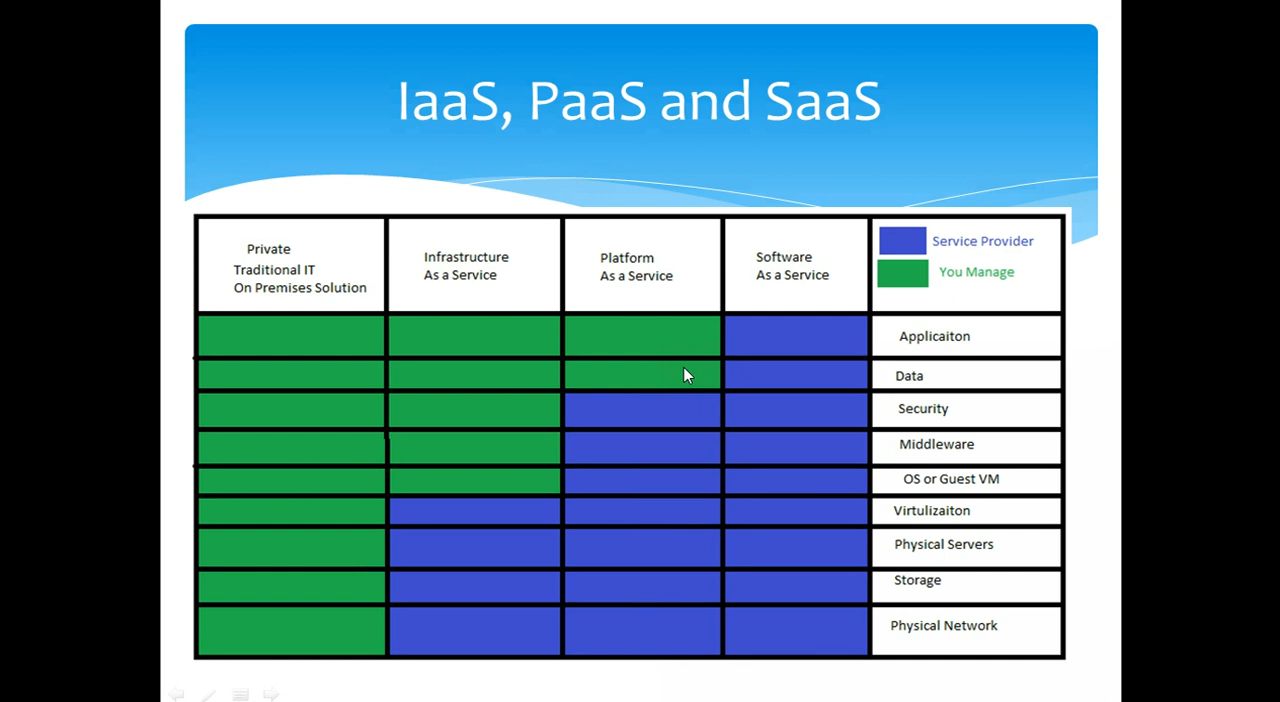 IaaS, PaaS and SaaS
Private
Traditional IT
On Premises Solution
Infrastructure
As a Service
Platform
As a Service
Software
As a Service
Service Provider
You Manage
Applicaiton
Data
Security
Middleware
OS or Guest VM
Virtulizaiton
Physical Servers
Storage
Physical Network